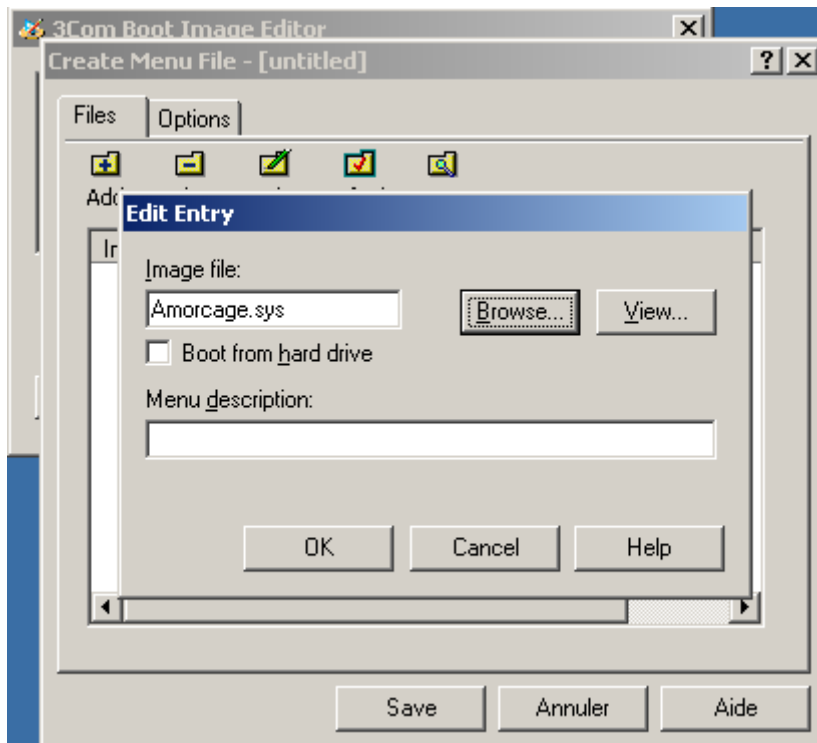 3Com Boot Image Editor
Create Menu File - [untitled]
Files
Options
Edit Entry
Image file:
Amorcage.sys
Browse...
View...
Boot from hard drive
Menu description:
OK
Cancel
Help
Save
Annuler
Aide